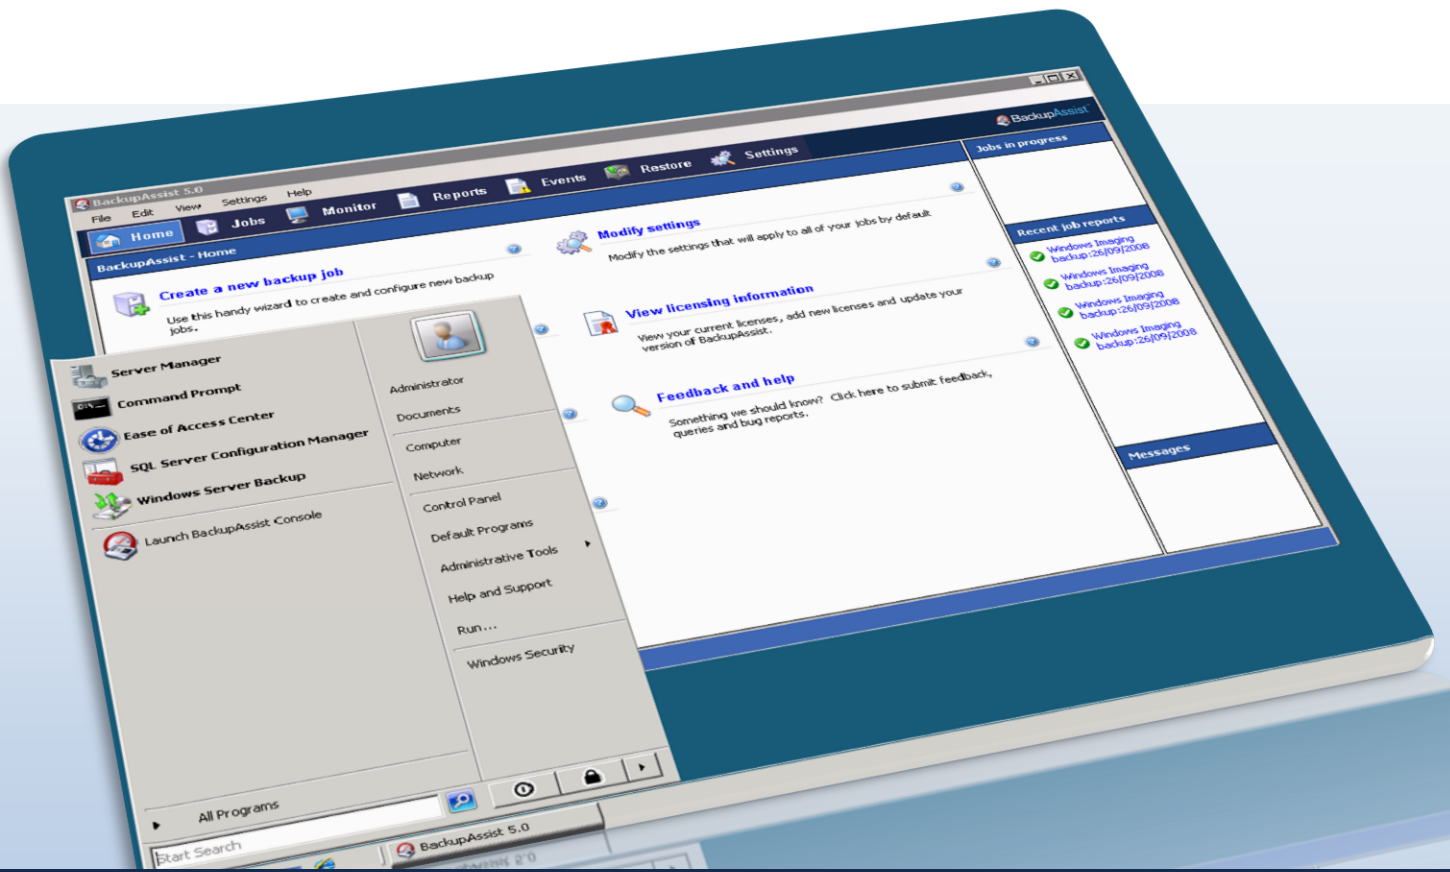 BackupAssist 5.0
File Edit View Settings Help
BackupAssist
Home Jobs Monitor Reports Events Restore Settings
BackupAssist - Home
Create a new backup job
Use this handy wizard to create and configure new backup
jobs.
Modify settings
Modify the settings that will apply to all of your jobs by default
View licensing information
View your current licenses, add new licenses and update your
version of BackupAssist.
Feedback and help
Something we should know? Click here to submit feedback,
queries and bug reports.
Jobs in progress
Recent job reports
Windows Imaging
backup:26/09/2008
Windows Imaging
backup:26/09/2008
Windows Imaging
backup:26/09/2008
Windows Imaging
backup:26/09/2008
Messages
Server Manager
Command Prompt
Ease of Access Center
SQL Server Configuration Manager
Windows Server Backup
Launch BackupAssist Console
All Programs
Start Search
Administrator
Documents
Computer
Network
Control Panel
Default Programs
Administrative Tools
Help and Support
Run...
Windows Security
BackupAssist 5.0